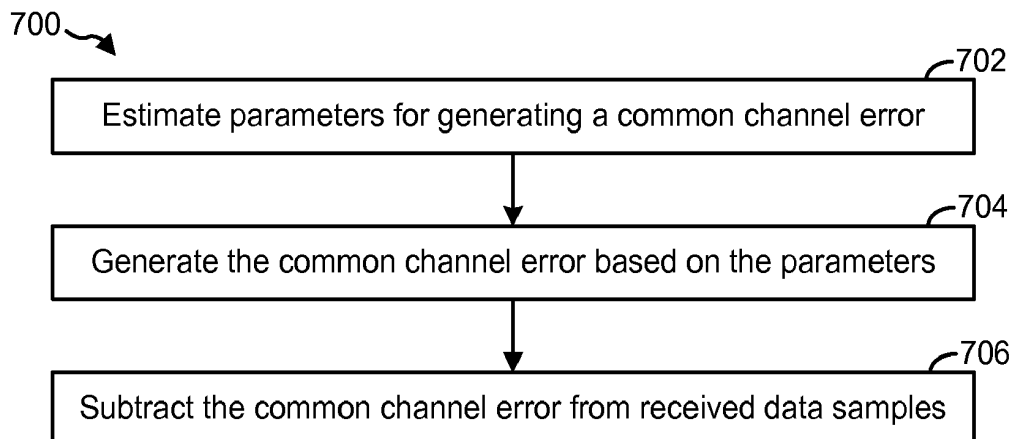 700
702
Estimate parameters for generating a common channel error
704
Generate the common channel error based on the parameters
706
Subtract the common channel error from received data samples